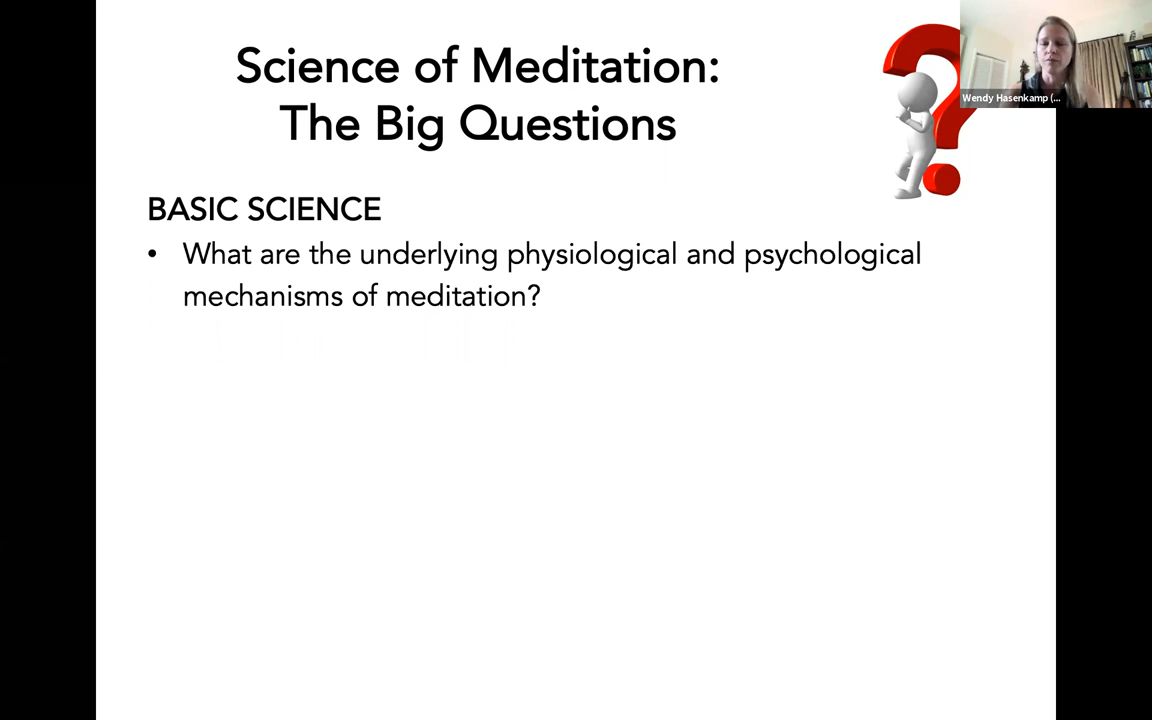 Science of Meditation:
The Big Questions
Wendy Hasenkamp (...
BASIC SCIENCE
• What are the underlying physiological and psychological
mechanisms of meditation?